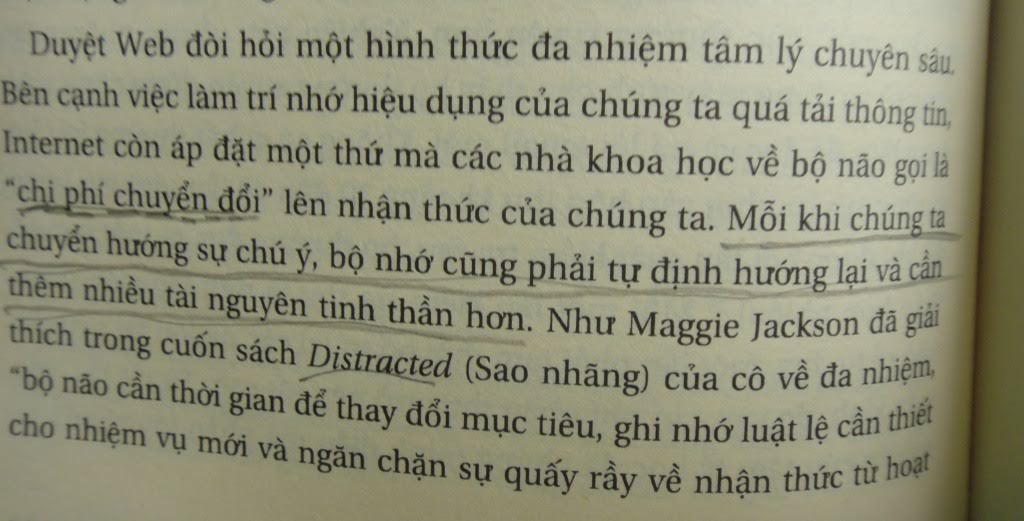 Duyệt Web đòi hỏi một hình thức đa nhiệm tâm lý chuyên sâu.
Bên cạnh việc làm trí nhớ hiệu dụng của chúng ta quá tải thông tin,
Internet còn áp đặt một thứ mà các nhà khoa học về bộ não gọi là
“chi phí chuyển đổi” lên nhận thức của chúng ta. Mỗi khi chúng ta
chuyển hướng sự chú ý, bộ nhớ cũng phải tự định hướng lại và cần
thêm nhiều tài nguyên tinh thần hơn. Như Maggie Jackson đã giải
thích trong cuốn sách Distracted (Sao nhãng) của cô về đa nhiệm,
“bộ não cần thời gian để thay đổi mục tiêu, ghi nhớ luật lệ cần thiết
cho nhiệm vụ mới và ngăn chặn sự quấy rầy về nhận thức từ hoạt